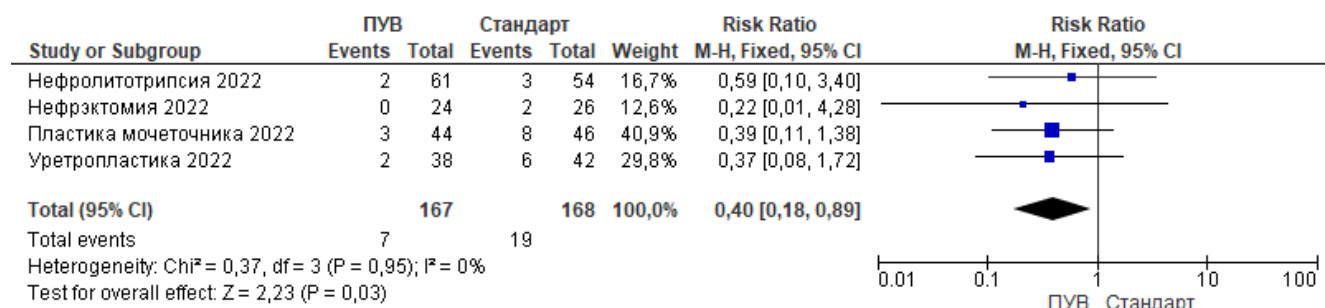 ПУВ Стандарт Risk Ratio Risk Ratio
Study or Subgroup Events Total Events Total Weight M-H, Fixed, 95% CI M-H, Fixed, 95% CI
Нефролитотрипсия 2022 2 61 3 54 16,7% 0,59 [0,10, 3,40]
Нефрэктомия 2022 0 24 2 26 12,6% 0,22 [0,01, 4,28]
Пластика мочеточника 2022 3 44 8 46 40,9% 0,39 [0,11, 1,38]
Уретропластика 2022 2 38 6 42 29,8% 0,37 [0,08, 1,72]
Total (95% CI) 167 168 100,0% 0,40 [0,18, 0,89]
Total events 7 19
Heterogeneity: Chi² = 0,37, df = 3 (P = 0,95); I² = 0%
Test for overall effect: Z = 2,23 (P = 0,03)
0.01 0.1 1 10 100
ПУВ Стандарт